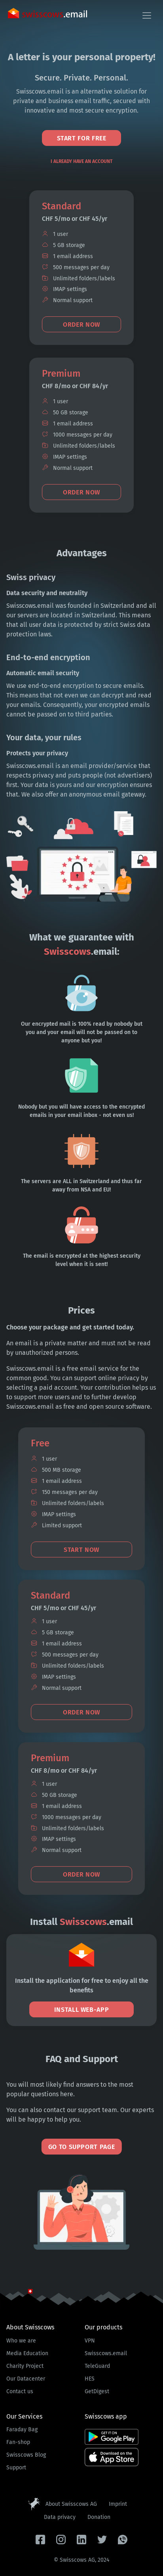 Swisscows.email
A letter is your personal property!
Secure. Private. Personal.
Swisscows.email is an alternative solution for
private and business email traffic, secured with
innovative and most secure encryption.
START FOR FREE
I ALREADY HAVE AN ACCOUNT
Standard
CHF 5/mo or CHF 45/yr
1 user
5 GB storage
1 email address
500 messages per day
Unlimited folders/labels
IMAP settings
Normal support
ORDER NOW
Premium
CHF 8/mo or CHF 84/yr
1 user
50 GB storage
1 email address
1000 messages per day
Unlimited folders/labels
IMAP settings
Normal support
ORDER NOW
Advantages
Swiss privacy
Data security and neutrality
Swisscows.email was founded in Switzerland and all
our servers are located in Switzerland. This means
that all user data is protected by strict Swiss data
protection laws.
End-to-end encryption
Automatic email security
We use end-to-end encryption to secure emails.
This means that even we cannot decrypt and read
your emails. Consequently, your encrypted emails
cannot be passed on to third parties.
Your data, your rules
Protects your privacy
Swisscows.email is an email provider/service that
respects privacy and puts people (not advertisers)
first. Your data is yours and our encryption ensures
that. We also offer an anonymous email gateway.
What we guarantee with
Swisscows.email:
Our encrypted mail is 100% read by nobody but
you and your email will not be passed on to
anyone but you!
Nobody but you will have access to the encrypted
emails in your email inbox - not even us!
The servers are ALL in Switzerland and thus far
away from NSA and EU!
The email is encrypted at the highest security
level when it is sent!
Prices
Choose your package and get started today.
An email is a private matter and must not be read
by unauthorized persons.
Swisscows.email is a free email service for the
common good. You can support online privacy by
selecting a paid account. Your contribution helps us
to support more users and to further develop
Swisscows.email as free and open source software.
Free
1 user
500 MB storage
1 email address
150 messages per day
Unlimited folders/labels
IMAP settings
Limited support
START NOW
Standard
CHF 5/mo or CHF 45/yr
1 user
5 GB storage
1 email address
500 messages per day
Unlimited folders/labels
IMAP settings
Normal support
ORDER NOW
Premium
CHF 8/mo or CHF 84/yr
1 user
50 GB storage
1 email address
1000 messages per day
Unlimited folders/labels
IMAP settings
Normal support
ORDER NOW
Install Swisscows.email
Install the application for free to enjoy all the
benefits
INSTALL WEB-APP
FAQ and Support
You will most likely find answers to the most
popular questions here.
You can also contact our support team. Our experts
will be happy to help you.
GO TO SUPPORT PAGE
About Swisscows
Who we are
Media Education
Charity Project
Our Datacenter
Contact us
Our products
VPN
Swisscows.email
TeleGuard
HES
GetDigest
Our Services
Faraday Bag
Fan-shop
Swisscows Blog
Support
Swisscows app
GET IT ON
Google Play
Download on the
App Store
About Swisscows AG
Imprint
Data privacy
Donation
© Swisscows AG, 2024